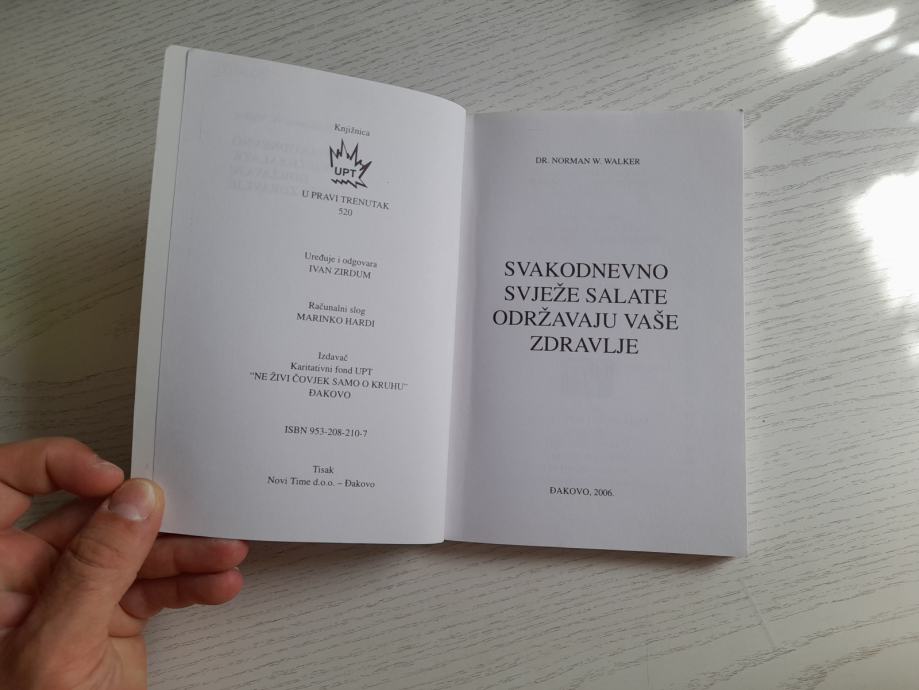 Knjižnica
UPT
U PRAVI TRENUTAK
520
Uređuje i odgovara
IVAN ZIRDUM
Računalni slog
MARINKO HARDI
Izdavač
Karitativni fond UPT
"NE ŽIVI ČOVJEK SAMO O KRUHU"
ĐAKOVO
ISBN 953-208-210-7
Tisak
Novi Time d.o.o. – Đakovo
DR. NORMAN W. WALKER
SVAKODNEVNO
SVJEŽE SALATE
ODRŽAVAJU VAŠE
ZDRAVLJE
ĐAKOVO, 2006.